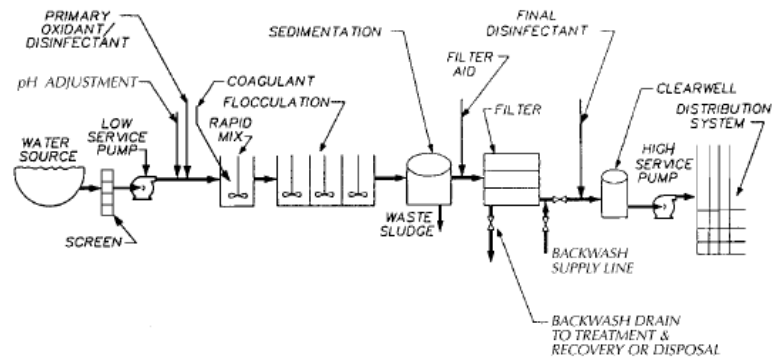 PRIMARY
OXIDANT/
DISINFECTANT
pH ADJUSTMENT
LOW
SERVICE
PUMP
WATER
SOURCE
SCREEN
COAGULANT
FLOCCULATION
RAPID
MIX
SEDIMENTATION
WASTE
SLUDGE
FILTER
AID
FILTER
FINAL
DISINFECTANT
CLEARWELL
DISTRIBUTION
SYSTEM
HIGH
SERVICE
PUMP
BACKWASH
SUPPLY LINE
BACKWASH DRAIN
TO TREATMENT &
RECOVERY OR DISPOSAL